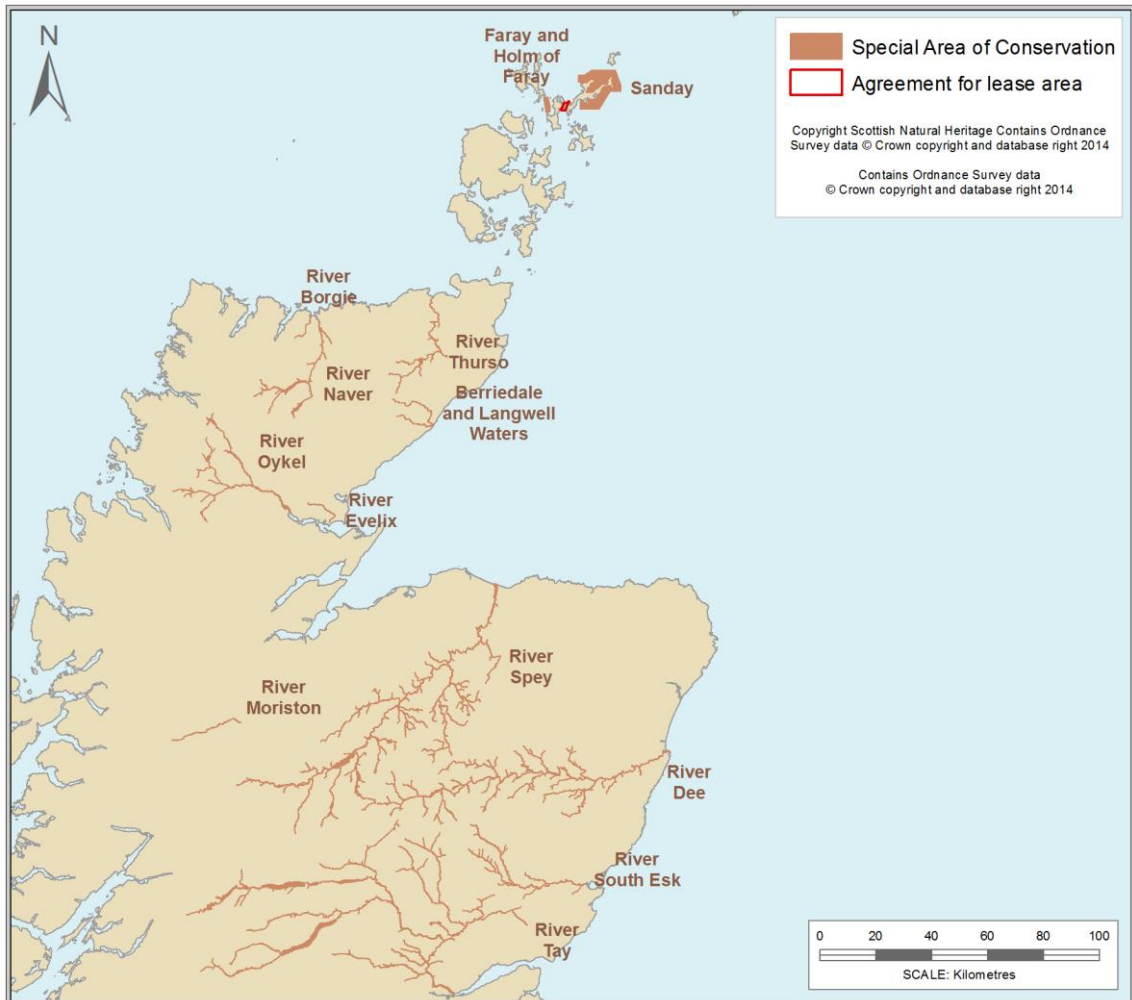 N
Faray and
Holm of
Faray
Sanday
Special Area of Conservation
Agreement for lease area
Copyright Scottish Natural Heritage Contains Ordnance
Survey data © Crown copyright and database right 2014
Contains Ordnance Survey data
© Crown copyright and database right 2014
River
Borgie
River
Thurso
River
Naver
Berriedale
and Langwell
Waters
River
Oykel
River
Evelix
River
Spey
River
Moriston
River
Dee
River
South Esk
River
Tay
0 20 40 60 80 100
SCALE: Kilometres